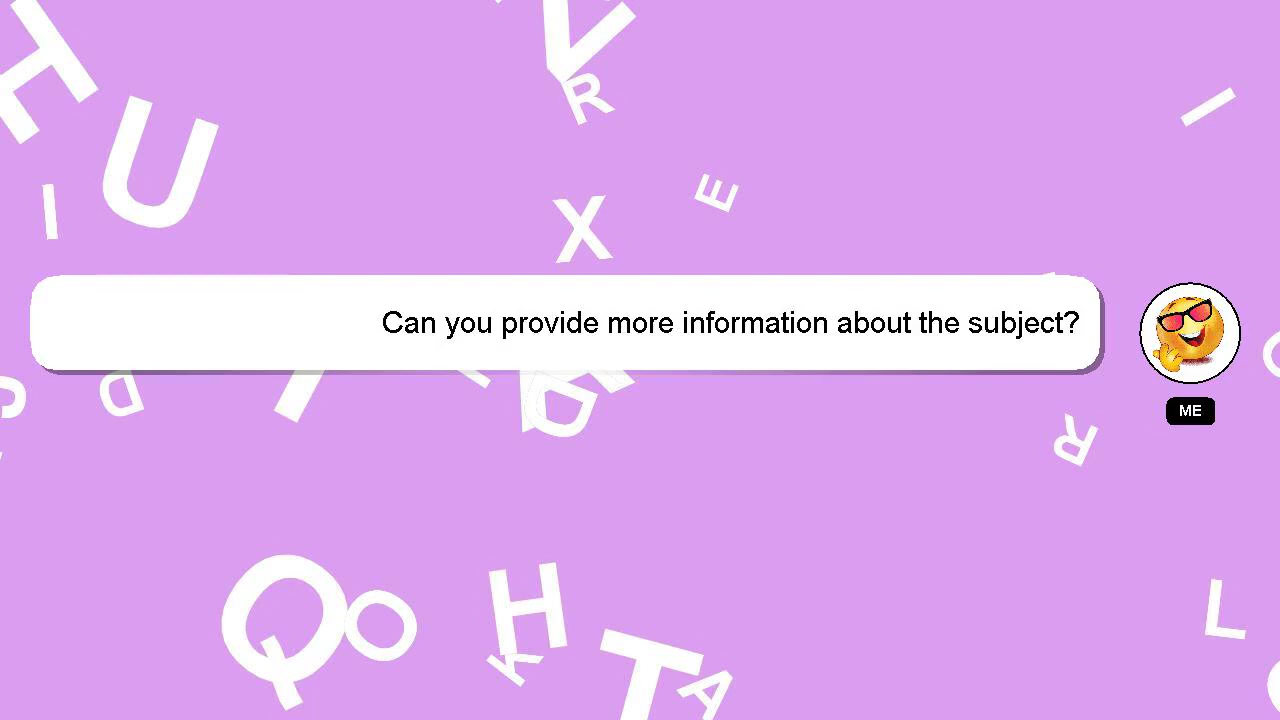 H
U
V
R
I
E
I
X
Can you provide more information about the subject?
ME
D
R
Q
O
H
K
T
A
L